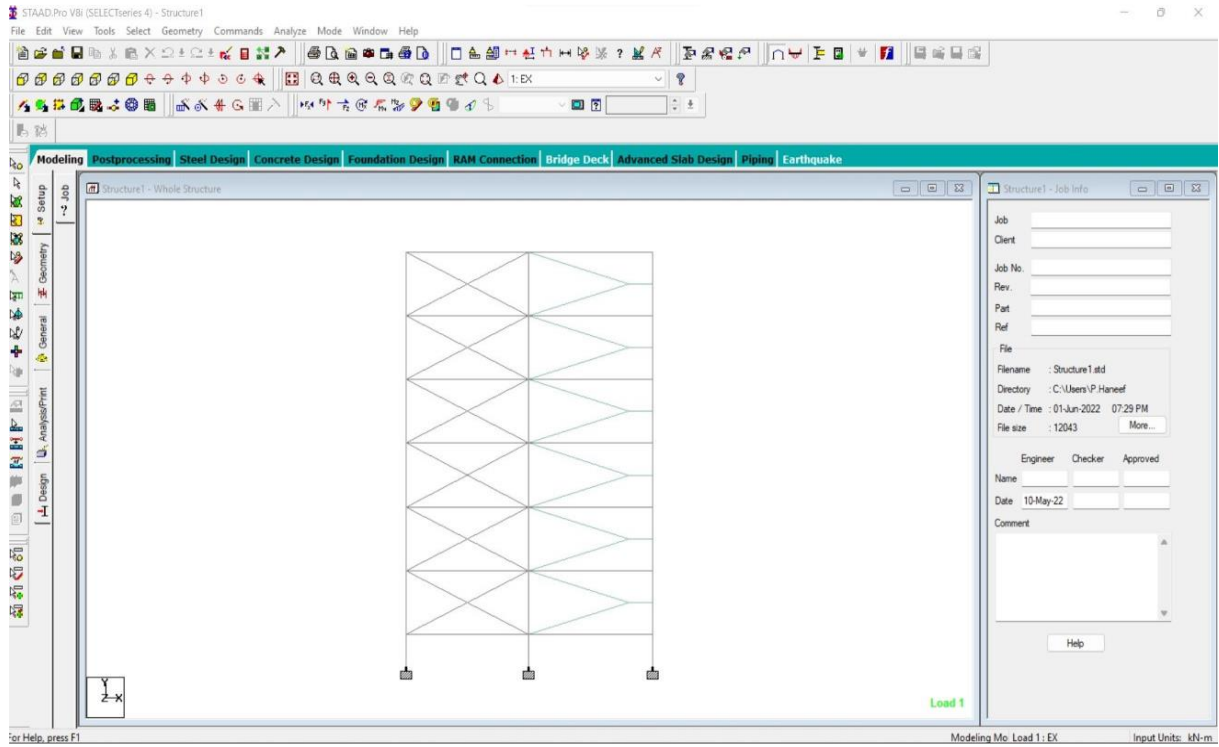 STAAD.Pro V8i (SELECTseries 4) - Structure1
File Edit View Tools Select Geometry Commands Analyze Mode Window Help
1: EX
Modeling Postprocessing Steel Design Concrete Design Foundation Design RAM Connection Bridge Deck Advanced Slab Design Piping Earthquake
Setup
Geometry
General
Analysis/Print
Design
Job
Structure1 - Whole Structure
Y
Z X
Load 1
Structure1 - Job Info
Job
Client
Job No.
Rev.
Part
Ref
File
Filename : Structure1.std
Directory : C:\Users\P.Haneef
Date / Time : 01-Jun-2022 07:29 PM
File size : 12043 More...
Engineer Checker Approved
Name
Date 10-May-22
Comment
Help
For Help, press F1
Modeling Mo Load 1 : EX Input Units: kN-m